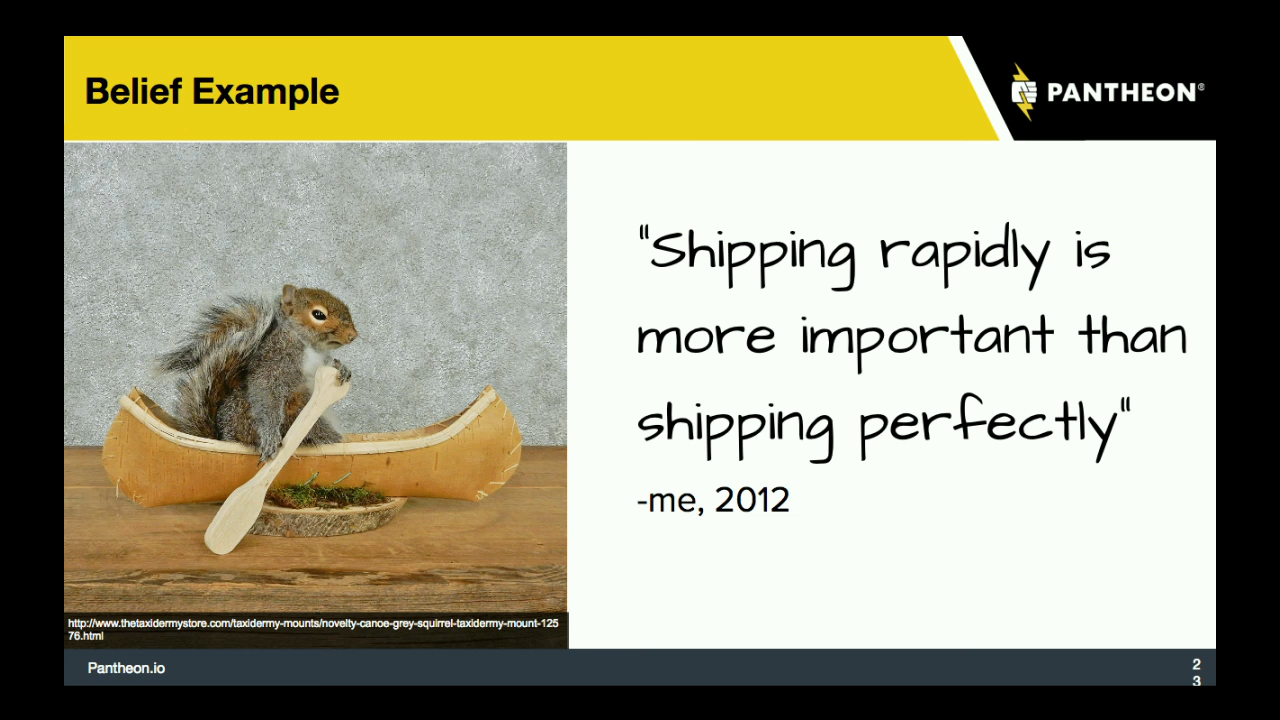 Belief Example
PANTHEON®
"Shipping rapidly is
more important than
shipping perfectly"
-me, 2012
http://www.thetaxidermystore.com/taxidermy-mounts/novelty-canoe-grey-squirrel-taxidermy-mount-125
76.html
Pantheon.io
2
3